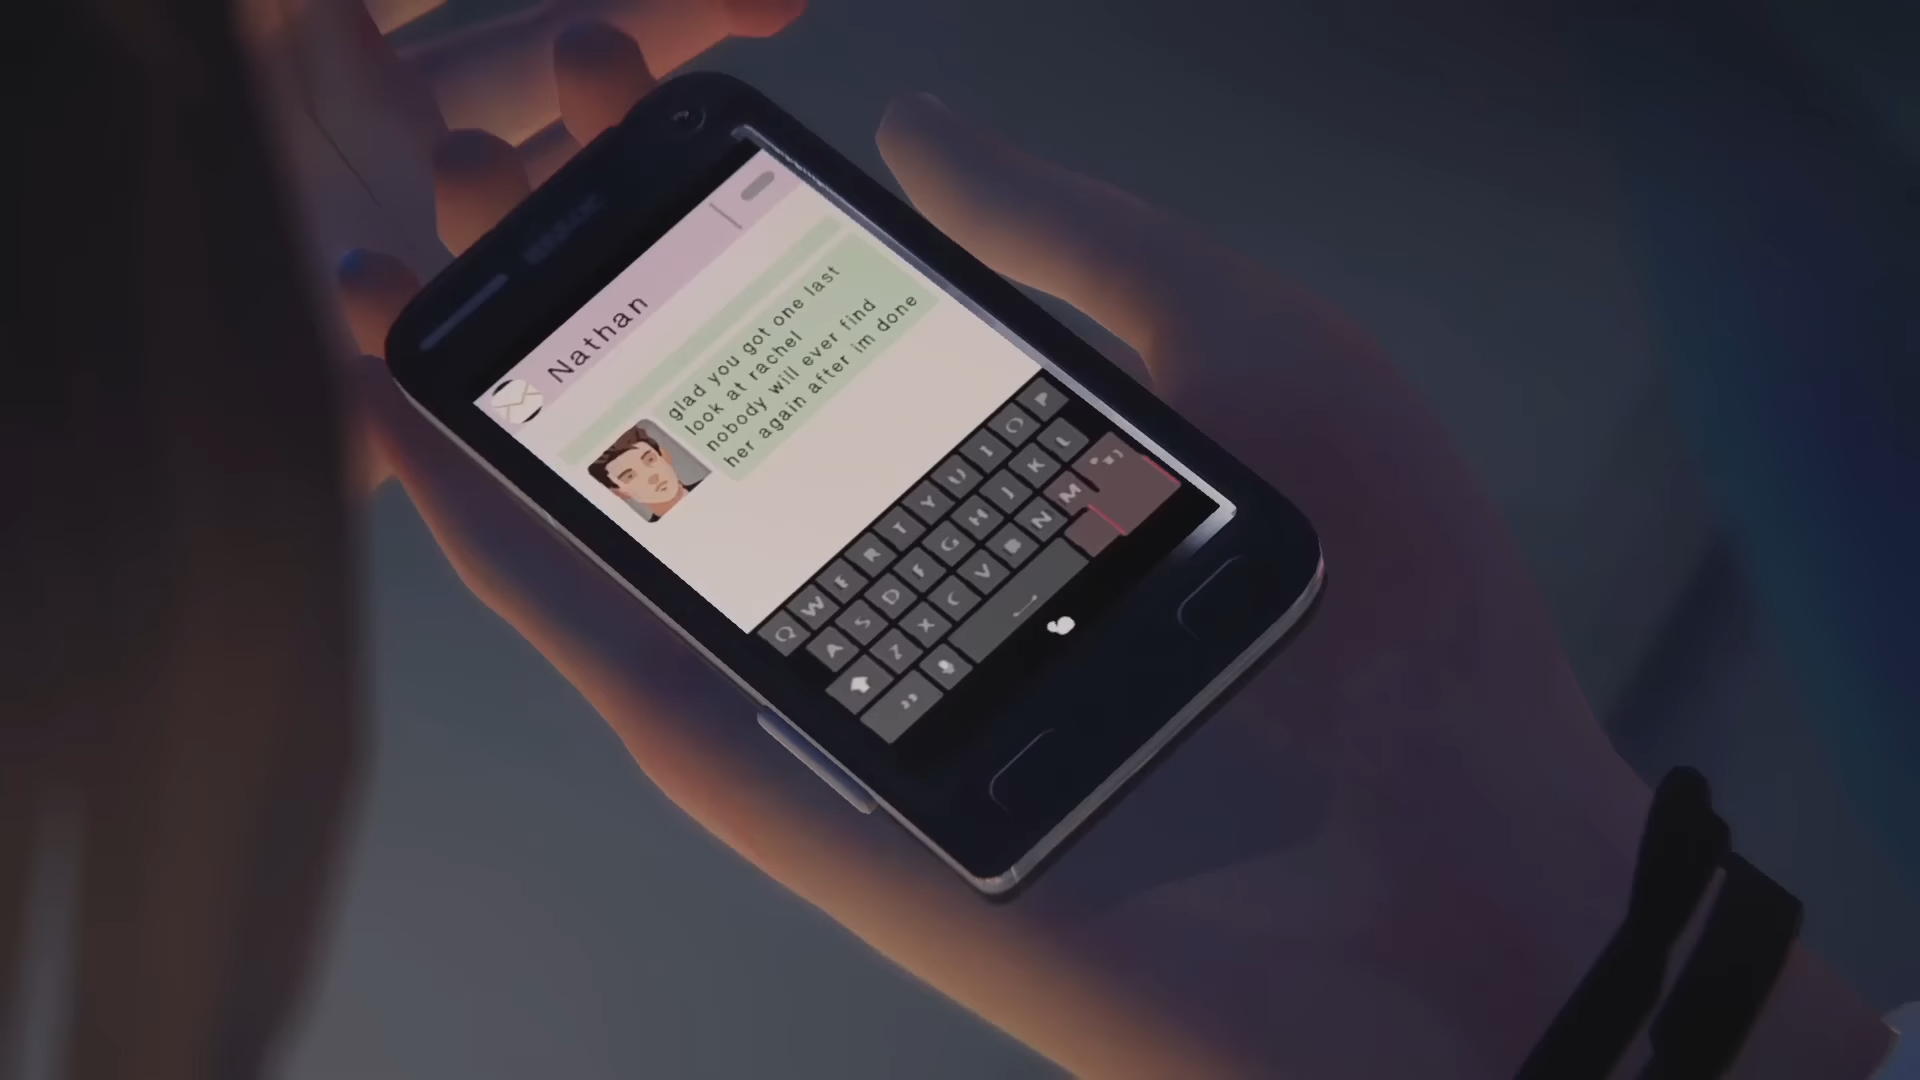 Nathan
glad you got one last
look at rachel
nobody will ever find
her again after im done
Q W E R T Y U I O P
A S D F G H J K L
Z X C V B N M